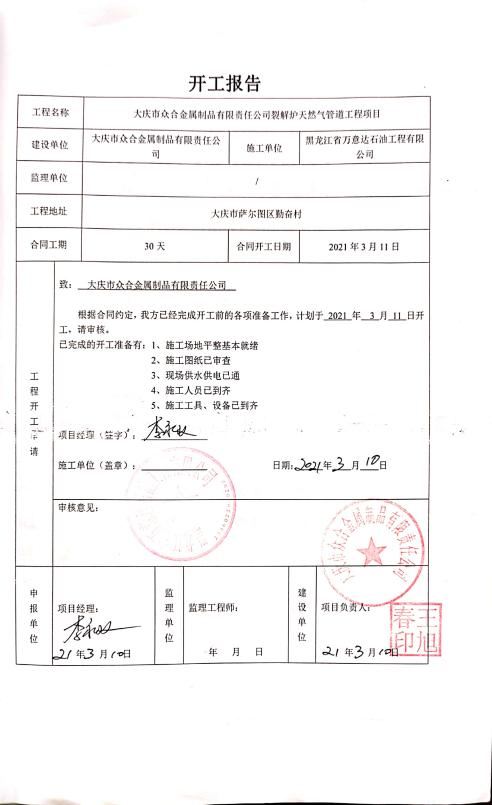 开工报告
工程名称 大庆市众合金属制品有限责任公司裂解炉天然气管道工程项目
建设单位 大庆市众合金属制品有限责任公司 施工单位 黑龙江省万意达石油工程有限公司
监理单位 /
工程地址 大庆市萨尔图区勤奋村
合同工期 30 天 合同开工日期 2021 年 3 月 11 日
工程开工申请
致：大庆市众合金属制品有限责任公司
根据合同约定，我方已经完成开工前的各项准备工作，计划于 2021 年 3 月 11 日开
工，请审核。
已完成的开工准备有：1、施工场地平整基本就绪
2、施工图纸已审查
3、现场供水供电已通
4、施工人员已到齐
5、施工工具、设备已到齐
项目经理（签字）：
施工单位（盖章）： 日期：2021 年 3 月 10 日
审核意见：
大庆市众合金属制品有限责任公司
申报单位 项目经理： 监理单位 监理工程师： 建设单位 项目负责人：
王旭春印
21 年 3 月 10 日 年 月 日 21 年 3 月 10 日